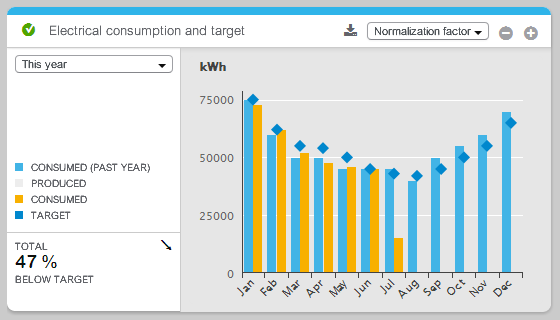 Electrical consumption and target
Normalization factor
This year
kWh
75000
50000
25000
0
Jan Feb Mar Apr May Jun Jul Aug Sep Oct Nov Dec
CONSUMED (PAST YEAR)
PRODUCED
CONSUMED
TARGET
TOTAL
47 %
BELOW TARGET